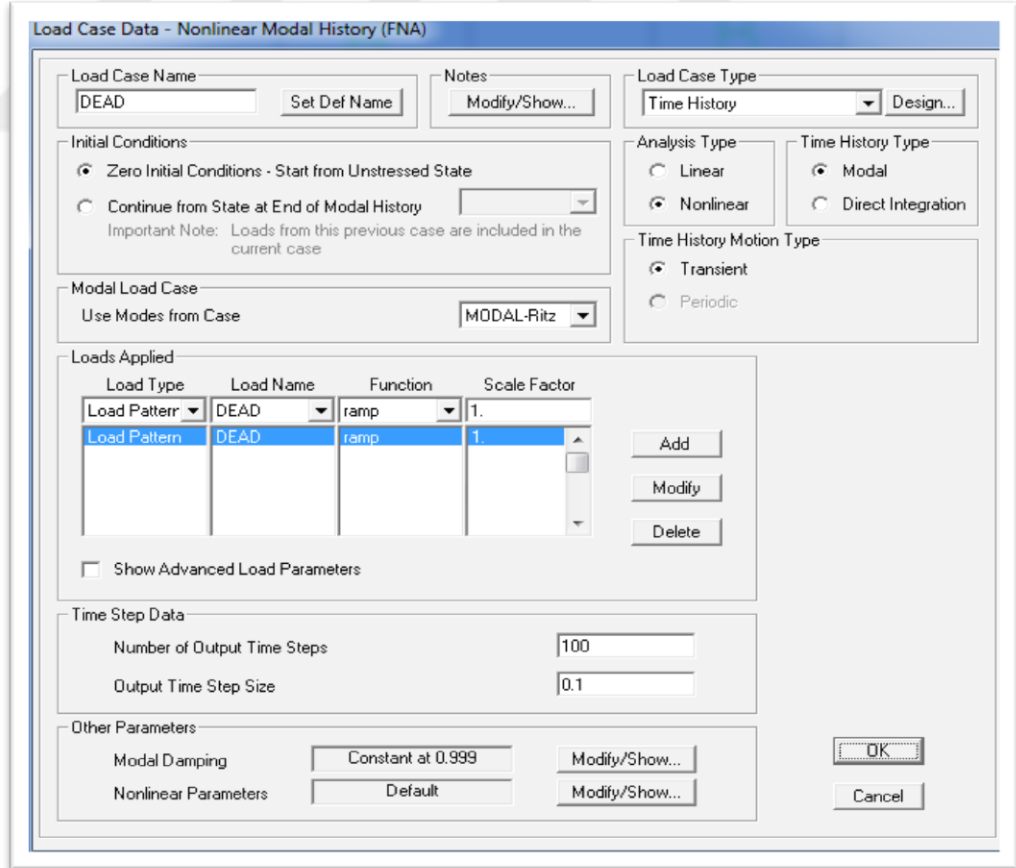 Load Case Data - Nonlinear Modal History (FNA)
Load Case Name
Notes
Load Case Type
DEAD
Set Def Name
Modify/Show...
Time History
Design...
Initial Conditions
Zero Initial Conditions - Start from Unstressed State
Continue from State at End of Modal History
Important Note: Loads from this previous case are included in the
current case
Analysis Type
Linear
Nonlinear
Time History Type
Modal
Direct Integration
Time History Motion Type
Transient
Periodic
Modal Load Case
Use Modes from Case
MODAL-Ritz
Loads Applied
Load Type Load Name Function Scale Factor
Load Pattern DEAD ramp 1.
Load Pattern DEAD ramp 1.
Add
Modify
Delete
Show Advanced Load Parameters
Time Step Data
Number of Output Time Steps 100
Output Time Step Size 0.1
Other Parameters
Modal Damping Constant at 0.999 Modify/Show...
Nonlinear Parameters Default Modify/Show...
OK
Cancel